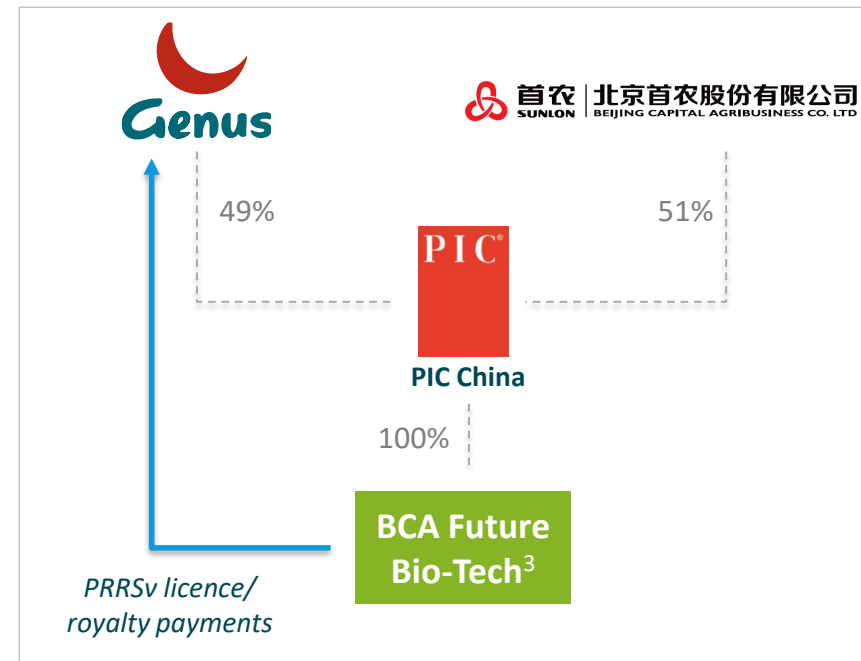 Genus
首农
SUNLON
北京首农股份有限公司
BEIJING CAPITAL AGRIBUSINESS CO. LTD
49%
51%
PIC®
PIC China
100%
BCA Future
Bio-Tech³
PRRSv licence/
royalty payments